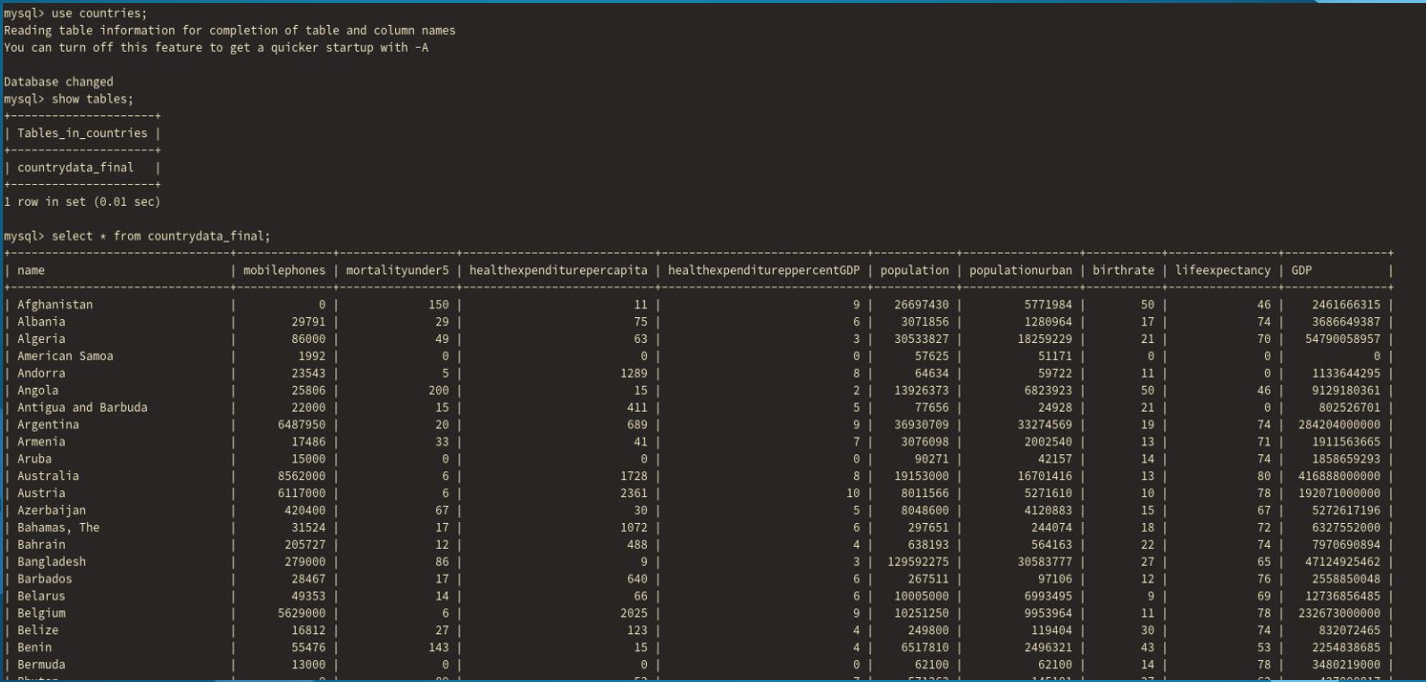 mysql> use countries;
Reading table information for completion of table and column names
You can turn off this feature to get a quicker startup with -A
Database changed
mysql> show tables;
+---------------------+
| Tables_in_countries |
+---------------------+
| countrydata_final   |
+---------------------+
1 row in set (0.01 sec)
mysql> select * from countrydata_final;
| name | mobilephones | mortalityunder5 | healthexpenditurepercapita | healthexpenditureppercentGDP | population | populationurban | birthrate | lifeexpectancy | GDP |
| Afghanistan | 0 | 150 | 11 | 9 | 26697430 | 5771984 | 50 | 46 | 2461666315 |
| Albania | 29791 | 29 | 75 | 6 | 3071856 | 1280964 | 17 | 74 | 3686649387 |
| Algeria | 86000 | 49 | 63 | 3 | 30533827 | 18259229 | 21 | 70 | 54790058957 |
| American Samoa | 1992 | 0 | 0 | 0 | 57625 | 51171 | 0 | 0 | 0 |
| Andorra | 23543 | 5 | 1289 | 8 | 64634 | 59722 | 11 | 0 | 1133644295 |
| Angola | 25806 | 200 | 15 | 2 | 13926373 | 6823923 | 50 | 46 | 9129180361 |
| Antigua and Barbuda | 22000 | 15 | 411 | 5 | 77656 | 24928 | 21 | 0 | 802526701 |
| Argentina | 6487950 | 20 | 689 | 9 | 36930709 | 33274569 | 19 | 74 | 284204000000 |
| Armenia | 17486 | 33 | 41 | 7 | 3076098 | 2002540 | 13 | 71 | 1911563665 |
| Aruba | 15000 | 0 | 0 | 0 | 90271 | 42157 | 14 | 74 | 1858659293 |
| Australia | 8562000 | 6 | 1728 | 8 | 19153000 | 16701416 | 13 | 80 | 416888000000 |
| Austria | 6117000 | 6 | 2361 | 10 | 8011566 | 5271610 | 10 | 78 | 192071000000 |
| Azerbaijan | 420400 | 67 | 30 | 5 | 8048600 | 4120883 | 15 | 67 | 5272617196 |
| Bahamas, The | 31524 | 17 | 1072 | 6 | 297651 | 244074 | 18 | 72 | 6327552000 |
| Bahrain | 205727 | 12 | 488 | 4 | 638193 | 564163 | 22 | 74 | 7970690894 |
| Bangladesh | 279000 | 86 | 9 | 3 | 129592275 | 30583777 | 27 | 65 | 47124925462 |
| Barbados | 28467 | 17 | 640 | 6 | 267511 | 97106 | 12 | 76 | 2558850048 |
| Belarus | 49353 | 14 | 66 | 6 | 10005000 | 6993495 | 9 | 69 | 12736856485 |
| Belgium | 5629000 | 6 | 2025 | 9 | 10251250 | 9953964 | 11 | 78 | 232673000000 |
| Belize | 16812 | 27 | 123 | 4 | 249800 | 119404 | 30 | 74 | 832072465 |
| Benin | 55476 | 143 | 15 | 4 | 6517810 | 2496321 | 43 | 53 | 2254838685 |
| Bermuda | 13000 | 0 | 0 | 0 | 62100 | 62100 | 14 | 78 | 3480219000 |